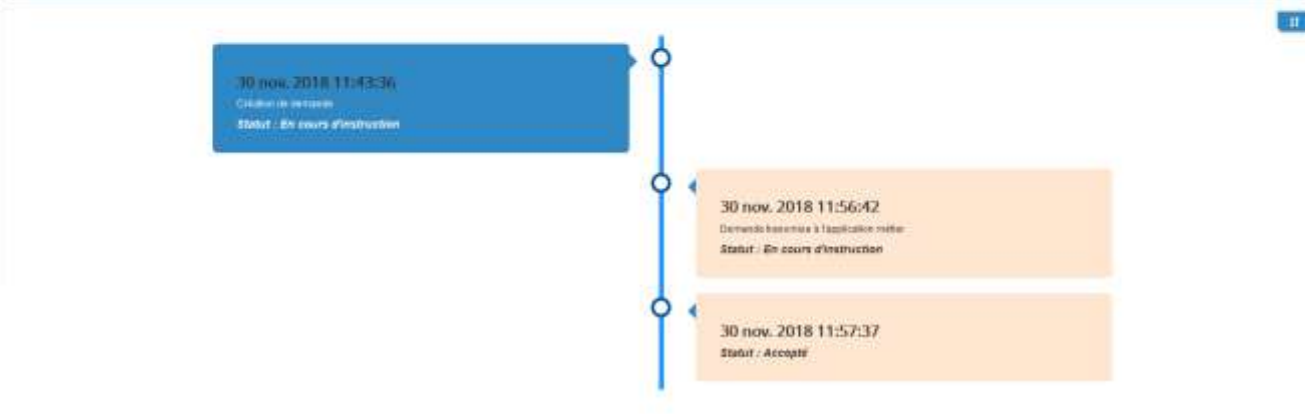 30 nov. 2018 11:43:36
Création de demande
Statut : En cours d'instruction
30 nov. 2018 11:56:42
Demande transmise à l'application métier
Statut : En cours d'instruction
30 nov. 2018 11:57:37
Statut : Accepté